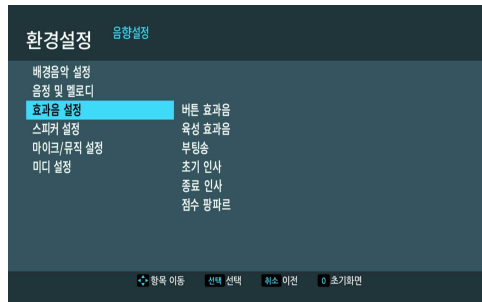 환경설정 음향설정
배경음악 설정
음정 및 멜로디
효과음 설정 버튼 효과음
스피커 설정 육성 효과음
마이크/뮤직 설정 부팅송
미디 설정 초기 인사
종료 인사
점수 팡파르
항목 이동 선택 선택 취소 이전 0 초기화면